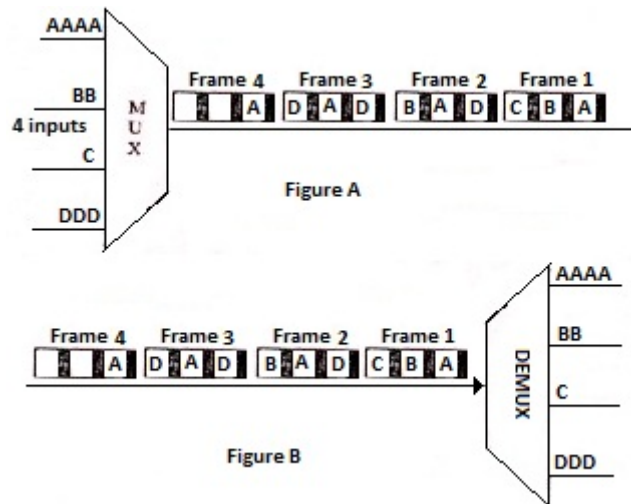 AAAA
BB
4 inputs
C
DDD
MUX
Frame 4 Frame 3 Frame 2 Frame 1
A D A D B A D C B A
Figure A
Frame 4 Frame 3 Frame 2 Frame 1
A D A D B A D C B A
DEMUX
AAAA
BB
C
DDD
Figure B